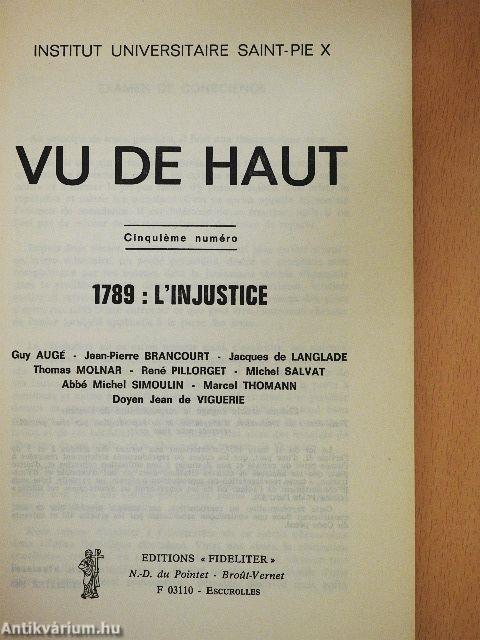 INSTITUT UNIVERSITAIRE SAINT-PIE X
VU DE HAUT
Cinquième numéro
1789 : L'INJUSTICE
Guy AUGÉ - Jean-Pierre BRANCOURT - Jacques de LANGLADE
Thomas MOLNAR - René PILLORGET - Michel SALVAT
Abbé Michel SIMOULIN - Marcel THOMANN
Doyen Jean de VIGUERIE
EDITIONS « FIDELITER »
N.-D. du Pointet - Broût-Vernet
F 03110 - ESCUROLLES
Antikvárium.hu